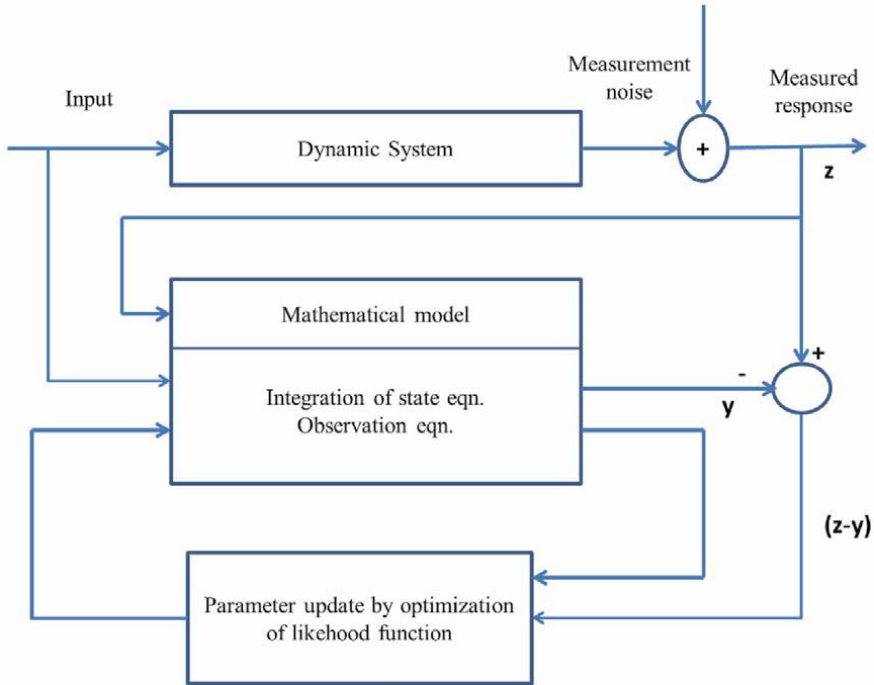 Input
Measurement
noise
Measured
response
Dynamic System
+
z
Mathematical model
+
-
y
Integration of state eqn.
Observation eqn.
(z-y)
Parameter update by optimization
of likehood function